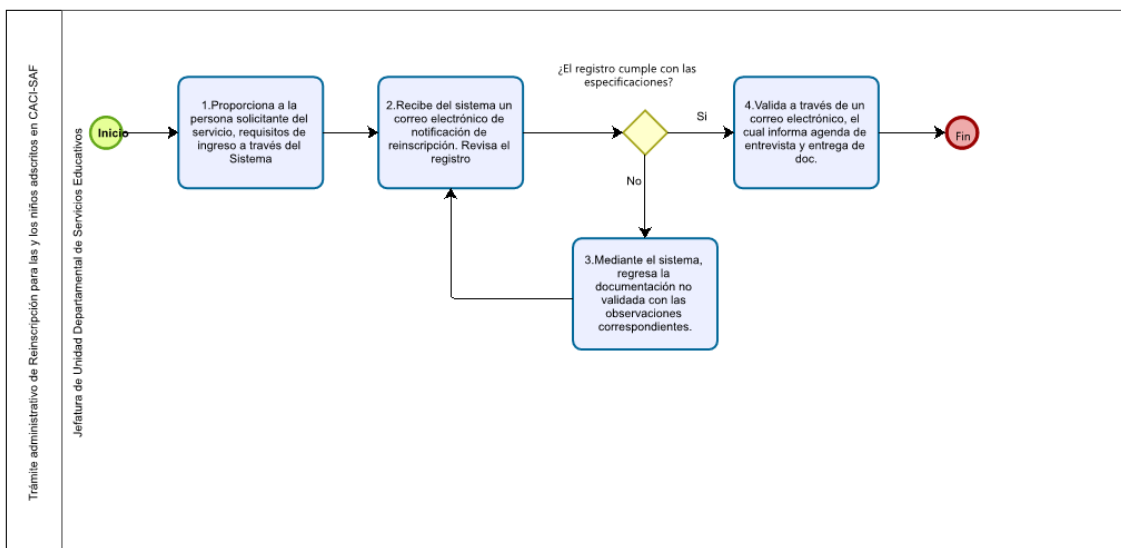 Trámite administrativo de Reinscripción para las y los niños adscritos en CACI-SAF
Jefatura de Unidad Departamental de Servicios Educativos
Inicio
1.Proporciona a la
persona solicitante del
servicio, requisitos de
ingreso a través del
Sistema
2.Recibe del sistema un
correo electrónico de
notificación de
reinscripción. Revisa el
registro
¿El registro cumple con las
especificaciones?
Si
No
3.Mediante el sistema,
regresa la
documentación no
validada con las
observaciones
correspondientes.
4.Valida a través de un
correo electrónico, el
cual informa agenda de
entrevista y entrega de
doc.
Fin